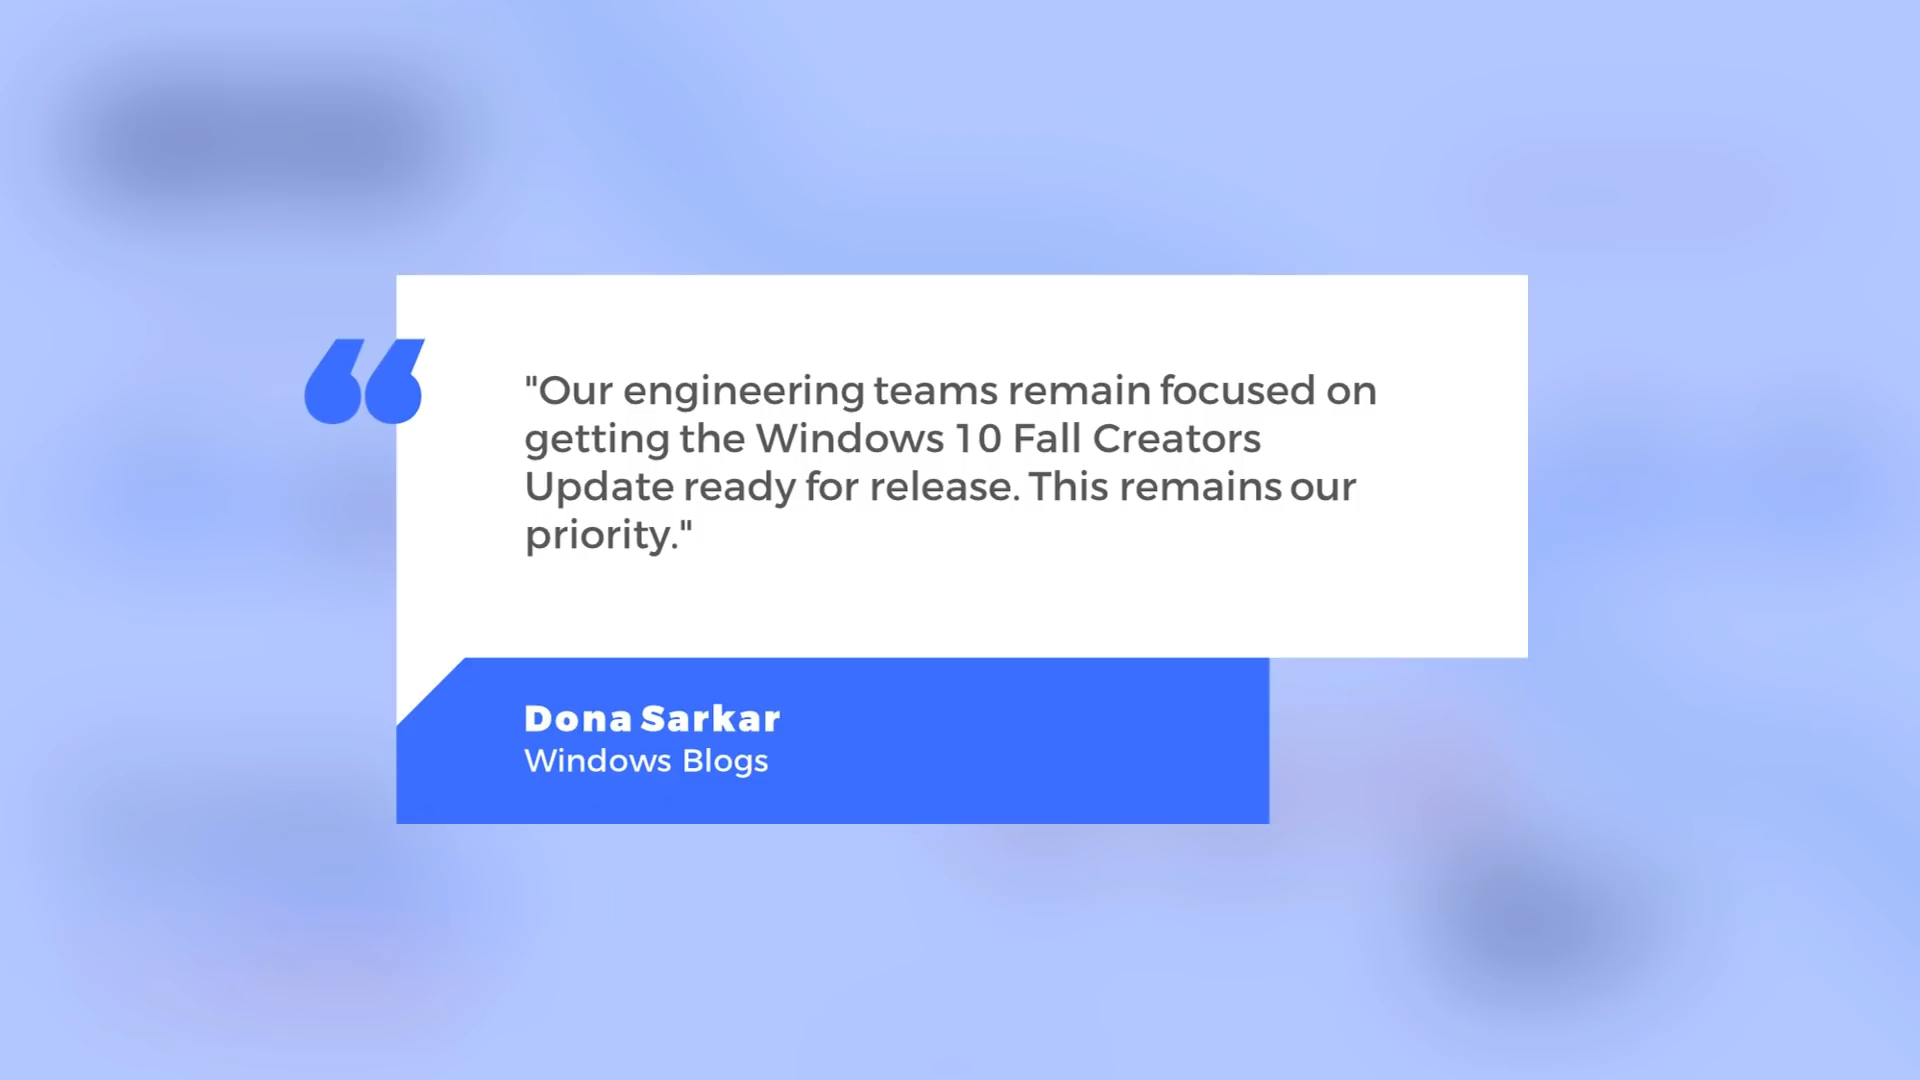 "Our engineering teams remain focused on
getting the Windows 10 Fall Creators
Update ready for release. This remains our
priority."
Dona Sarkar
Windows Blogs